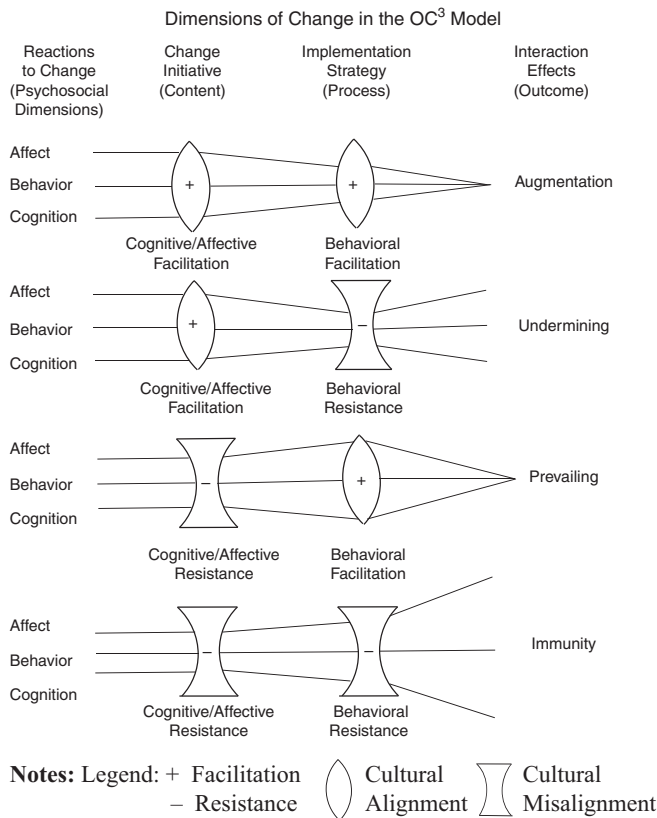 Dimensions of Change in the OC³ Model
Reactions
to Change
(Psychosocial
Dimensions)
Change
Initiative
(Content)
Implementation
Strategy
(Process)
Interaction
Effects
(Outcome)
Affect
Behavior
Cognition
+
+
Augmentation
Cognitive/Affective
Facilitation
Behavioral
Facilitation
Affect
Behavior
Cognition
+
–
Undermining
Cognitive/Affective
Facilitation
Behavioral
Resistance
Affect
Behavior
Cognition
–
+
Prevailing
Cognitive/Affective
Resistance
Behavioral
Facilitation
Affect
Behavior
Cognition
–
–
Immunity
Cognitive/Affective
Resistance
Behavioral
Resistance
Notes: Legend: + Facilitation
– Resistance
Cultural
Alignment
Cultural
Misalignment